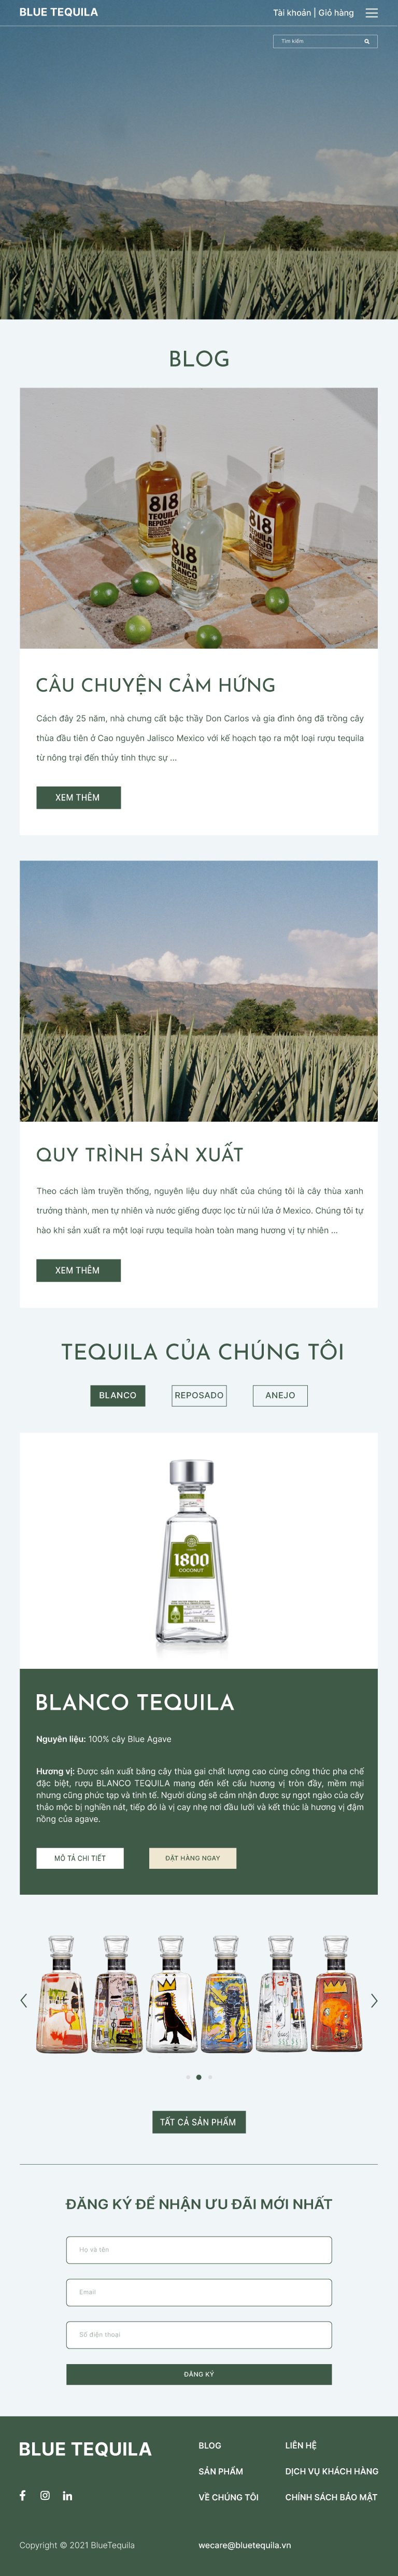 BLUE TEQUILA
Tài khoản | Giỏ hàng
Tìm kiếm
BLOG
818
TEQUILA
REPOSADO
818
TEQUILA
BLANCO
818
TEQUILA
AÑEJO
CÂU CHUYỆN CẢM HỨNG
Cách đây 25 năm, nhà chưng cất bậc thầy Don Carlos và gia đình ông đã trồng cây
thùa đầu tiên ở Cao nguyên Jalisco Mexico với kế hoạch tạo ra một loại rượu tequila
từ nông trại đến thủy tinh thực sự ...
XEM THÊM
QUY TRÌNH SẢN XUẤT
Theo cách làm truyền thống, nguyên liệu duy nhất của chúng tôi là cây thùa xanh
trưởng thành, men tự nhiên và nước giếng được lọc từ núi lửa ở Mexico. Chúng tôi tự
hào khi sản xuất ra một loại rượu tequila hoàn toàn mang hương vị tự nhiên ...
XEM THÊM
TEQUILA CỦA CHÚNG TÔI
BLANCO
REPOSADO
ANEJO
1800
COCONUT
BLANCO TEQUILA
Nguyên liệu: 100% cây Blue Agave
Hương vị: Được sản xuất bằng cây thùa gai chất lượng cao cùng công thức pha chế
đặc biệt, rượu BLANCO TEQUILA mang đến kết cấu hương vị tròn đầy, mềm mại
nhưng cũng phức tạp và tinh tế. Người dùng sẽ cảm nhận được sự ngọt ngào của cây
thảo mộc bị nghiền nát, tiếp đó là vị cay nhẹ nơi đầu lưỡi và kết thúc là hương vị đậm
nồng của agave.
MÔ TẢ CHI TIẾT
ĐẶT HÀNG NGAY
TẤT CẢ SẢN PHẨM
ĐĂNG KÝ ĐỂ NHẬN ƯU ĐÃI MỚI NHẤT
Họ và tên
Email
Số điện thoại
ĐĂNG KÝ
BLUE TEQUILA
BLOG
LIÊN HỆ
SẢN PHẨM
DỊCH VỤ KHÁCH HÀNG
VỀ CHÚNG TÔI
CHÍNH SÁCH BẢO MẬT
Copyright © 2021 BlueTequila
wecare@bluetequila.vn